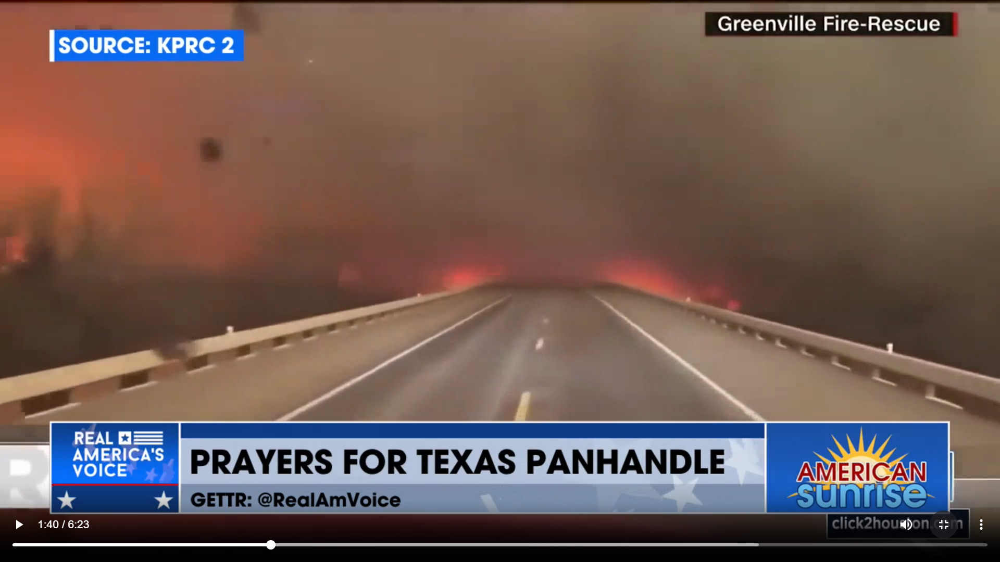 Greenville Fire-Rescue
SOURCE: KPRC 2
REAL
AMERICA'S
VOICE
PRAYERS FOR TEXAS PANHANDLE
GETTR: @RealAmVoice
AMERICAN
sunrise
1:40 / 6:23